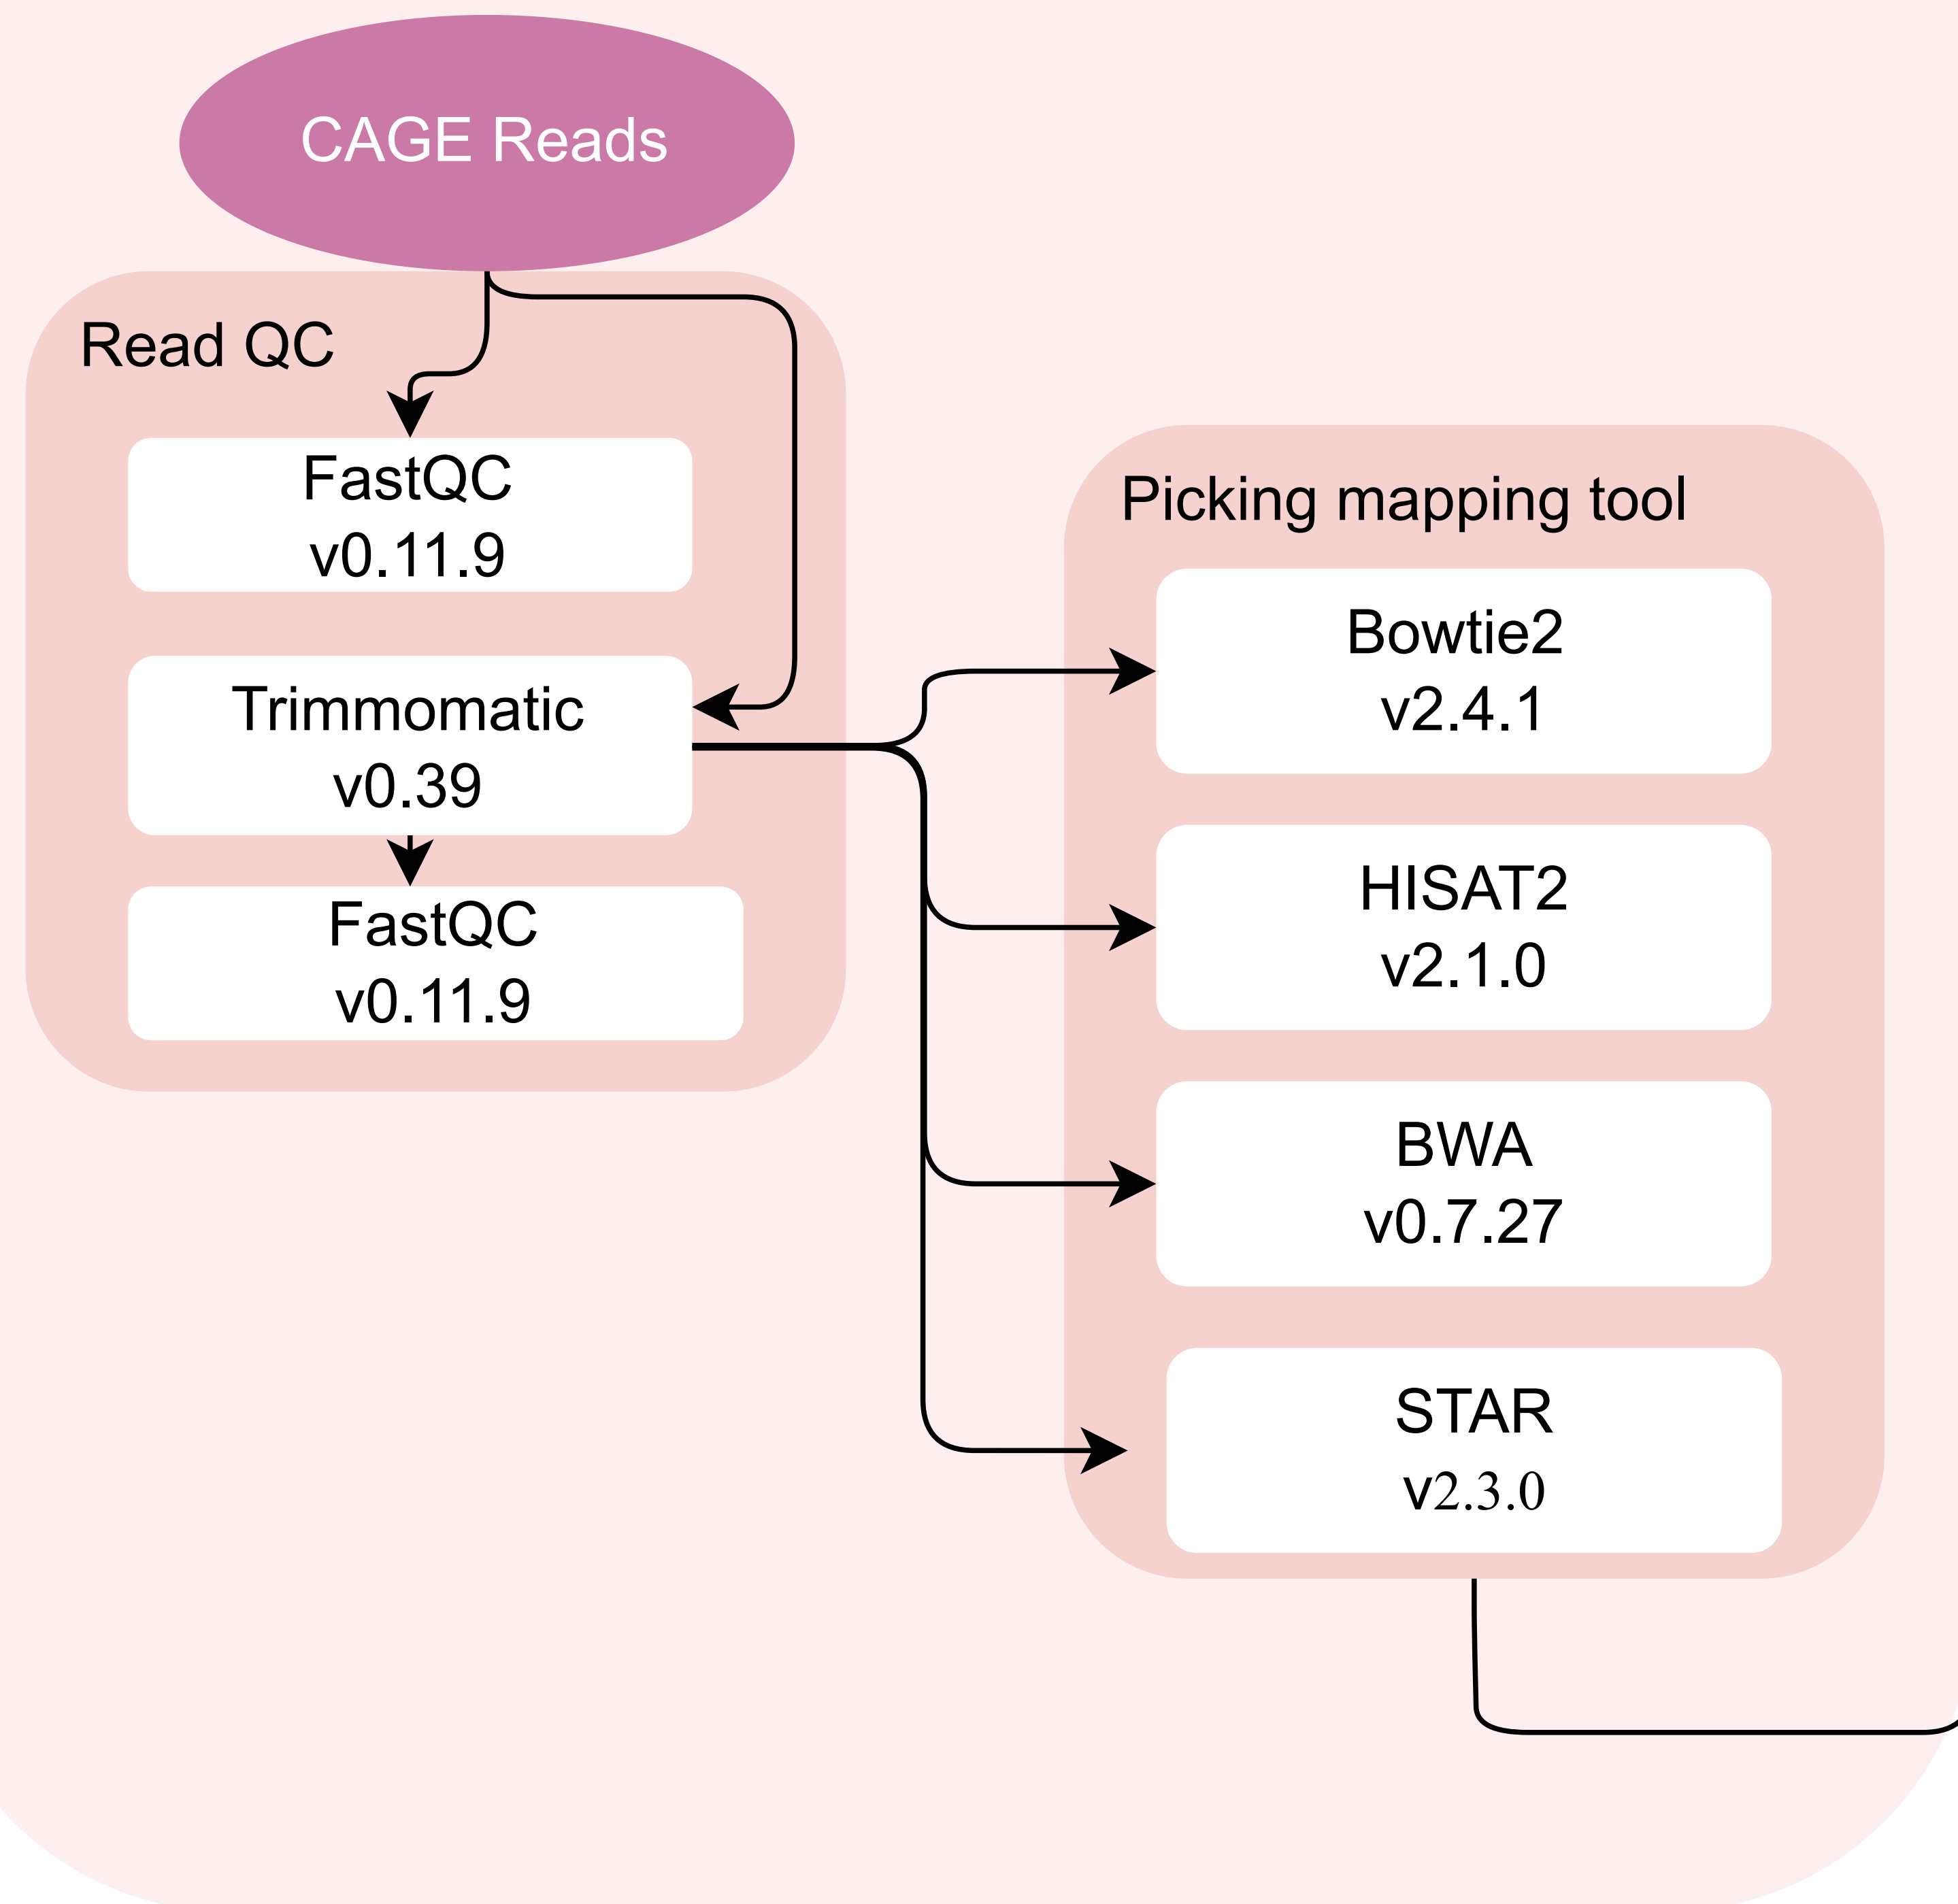 CAGE Reads
Read QC
FastQC
v0.11.9
Trimmomatic
v0.39
FastQC
v0.11.9
Picking mapping tool
Bowtie2
v2.4.1
HISAT2
v2.1.0
BWA
v0.7.27
STAR
v2.3.0